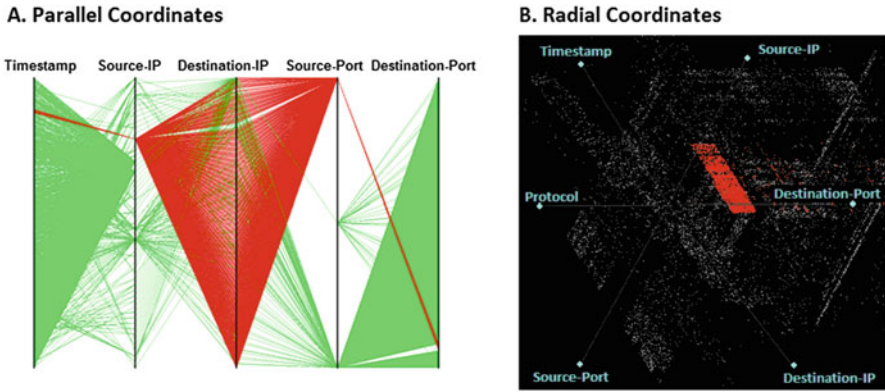 A. Parallel Coordinates
Timestamp Source-IP Destination-IP Source-Port Destination-Port
B. Radial Coordinates
Timestamp
Source-IP
Protocol
Destination-Port
Source-Port
Destination-IP